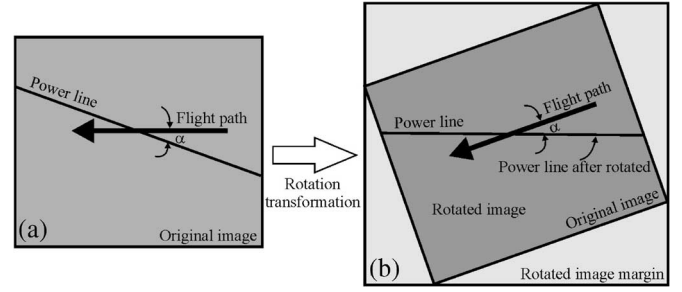 Power line
Flight path
α
Original image
(a)
Rotation
transformation
Flight path
Power line
α
Power line after rotated
Rotated image
Original image
(b)
Rotated image margin